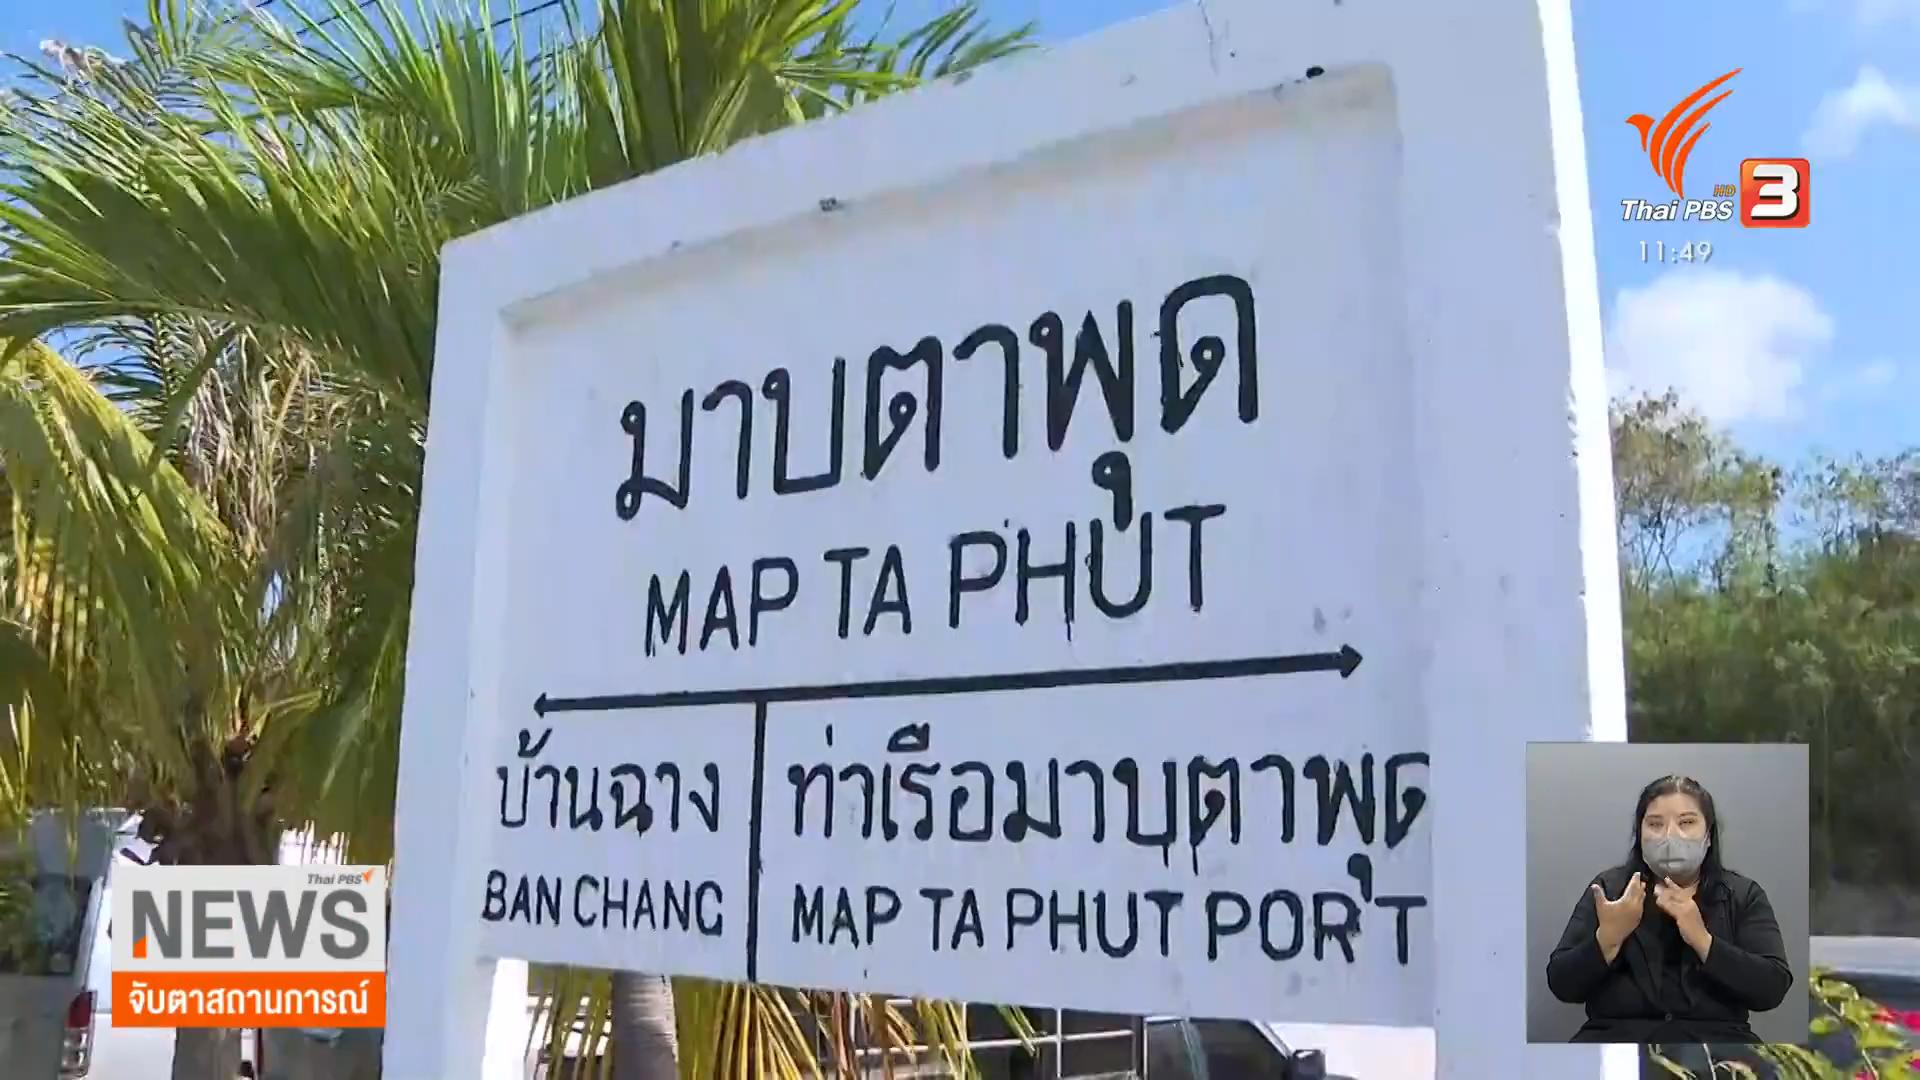 Thai PBS HD 3
11:49
มาบตาพุด
MAP TA PHUT
บ้านฉาง
BAN CHANG
ท่าเรือมาบตาพุด
MAP TA PHUT PORT
Thai PBS
NEWS
จับตาสถานการณ์